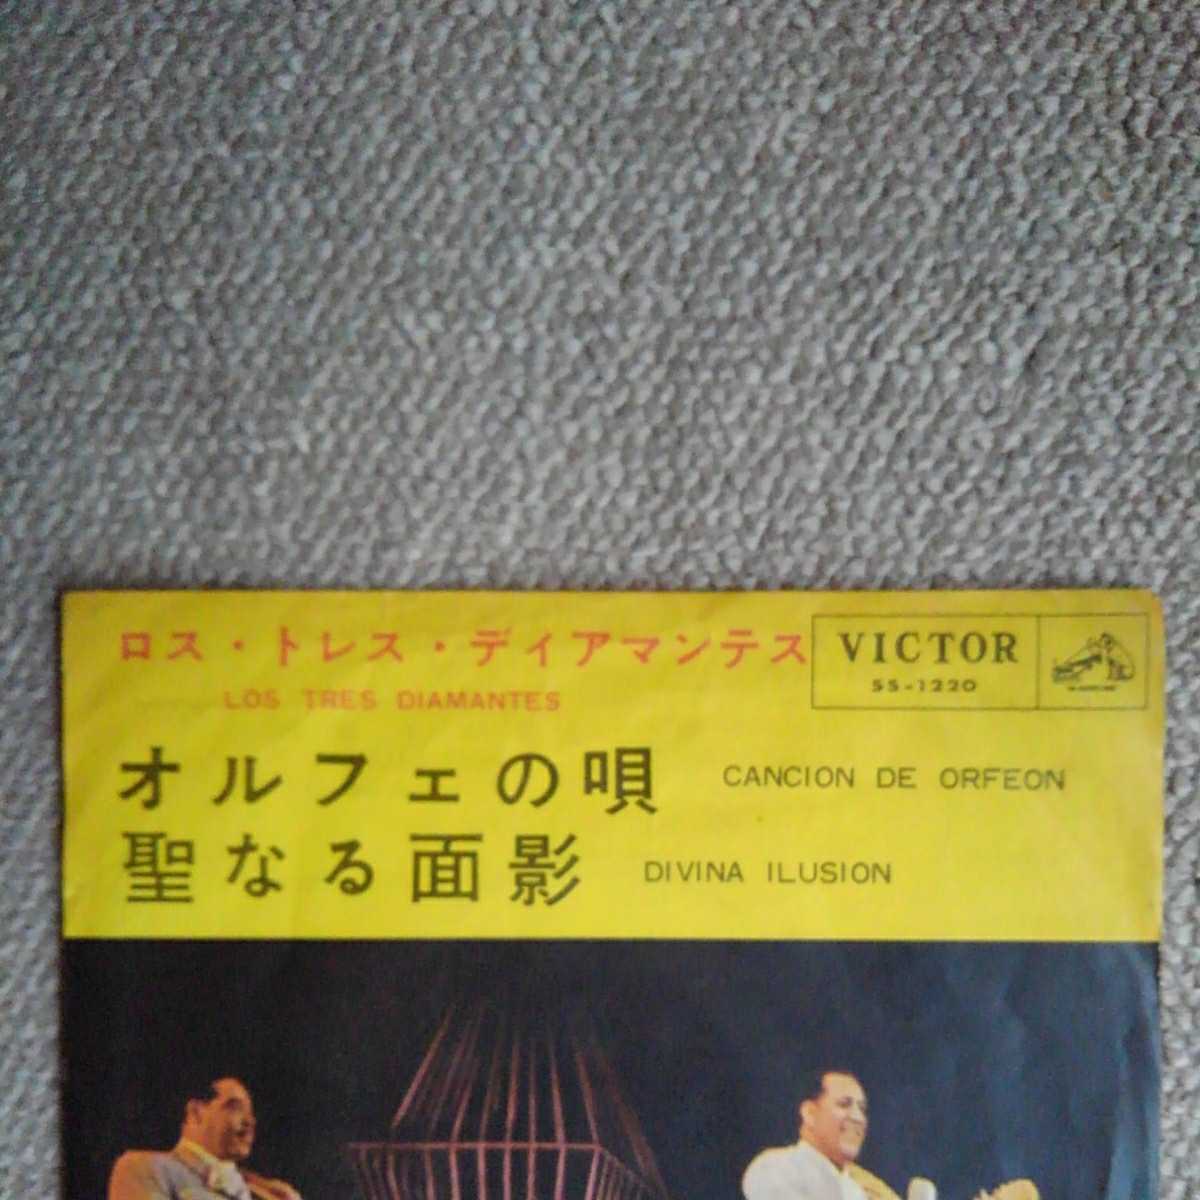 ロス・トレス・ディアマンテス
LOS TRES DIAMANTES
VICTOR
SS-1220
オルフェの唄 CANCION DE ORFEON
聖なる面影 DIVINA ILUSION